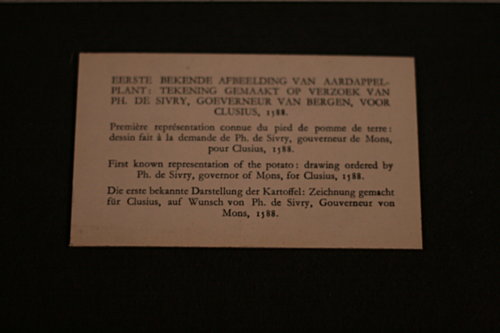 EERSTE BEKENDE AFBEELDING VAN AARDAPPEL-
PLANT: TEKENING GEMAAKT OP VERZOEK VAN
PH. DE SIVRY, GOEVERNEUR VAN BERGEN, VOOR
CLUSIUS, 1588.
Première représentation connue du pied de pomme de terre:
dessin fait à la demande de Ph. de Sivry, gouverneur de Mons,
pour Clusius, 1588.
First known representation of the potato: drawing ordered by
Ph. de Sivry, governor of Mons, for Clusius, 1588.
Die erste bekannte Darstellung der Kartoffel: Zeichnung gemacht
für Clusius, auf Wunsch von Ph. de Sivry, Gouverneur von
Mons, 1588.